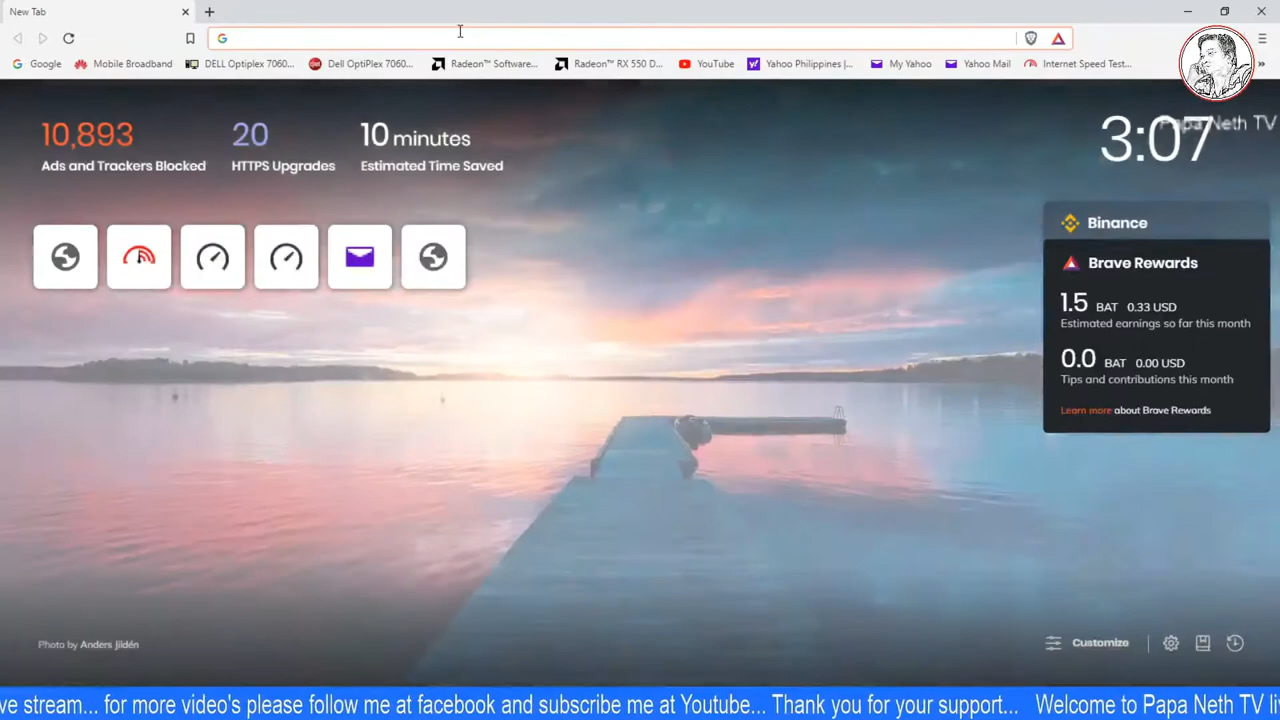 New Tab
Google
Mobile Broadband
DELL Optiplex 7060...
Dell OptiPlex 7060...
Radeon™ Software...
Radeon™ RX 550 D...
YouTube
Yahoo Philippines |...
My Yahoo
Yahoo Mail
Internet Speed Test...
»
10,893
Ads and Trackers Blocked
20
HTTPS Upgrades
10 minutes
Estimated Time Saved
Papa Neth TV
3:07
Binance
Brave Rewards
1.5 BAT 0.33 USD
Estimated earnings so far this month
0.0 BAT 0.00 USD
Tips and contributions this month
Learn more about Brave Rewards
Photo by Anders Jildén
Customize
ve stream... for more video's please follow me at facebook and subscribe me at Youtube... Thank you for your support... Welcome to Papa Neth TV li